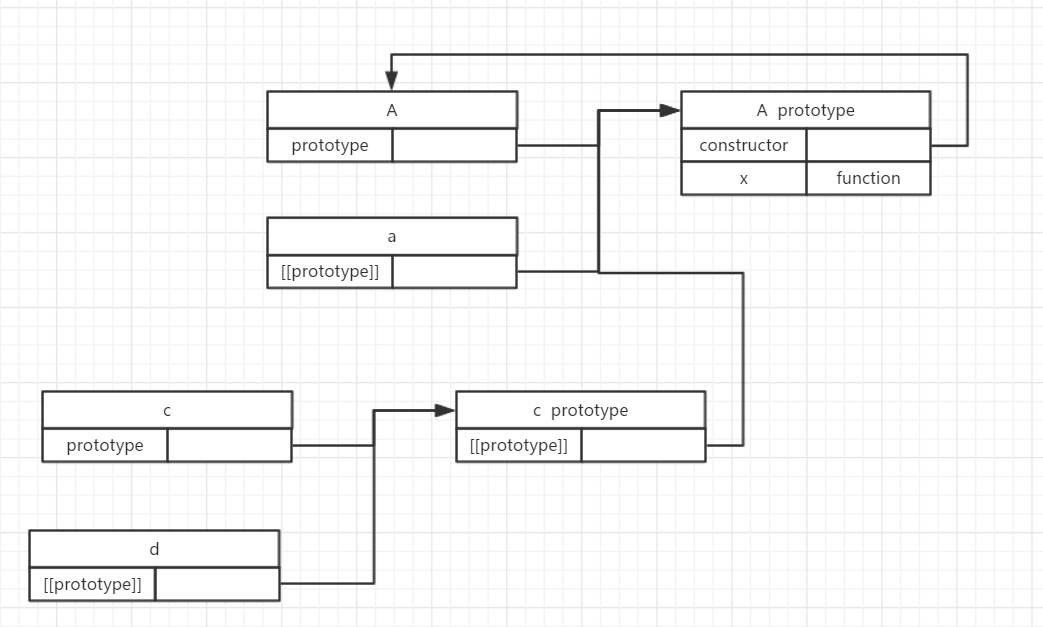 A
prototype
A prototype
constructor
x function
a
[[prototype]]
c
prototype
c prototype
[[prototype]]
d
[[prototype]]